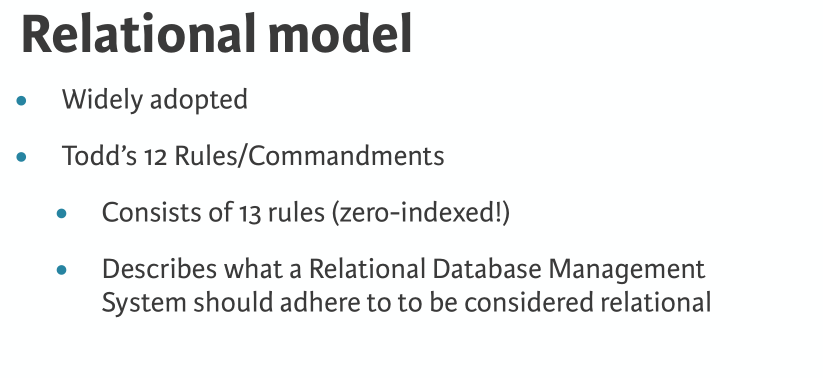 Relational model
• Widely adopted
• Todd's 12 Rules/Commandments
• Consists of 13 rules (zero-indexed!)
• Describes what a Relational Database Management
System should adhere to to be considered relational